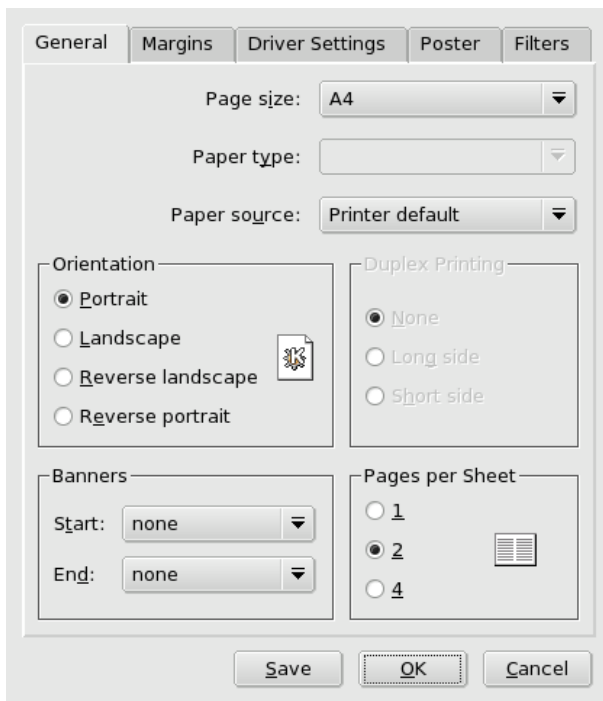 General Margins Driver Settings Poster Filters
Page size: A4
Paper type:
Paper source: Printer default
Orientation
Portrait
Landscape
Reverse landscape
Reverse portrait
Duplex Printing
None
Long side
Short side
Banners
Start: none
End: none
Pages per Sheet
1
2
4
Save OK Cancel